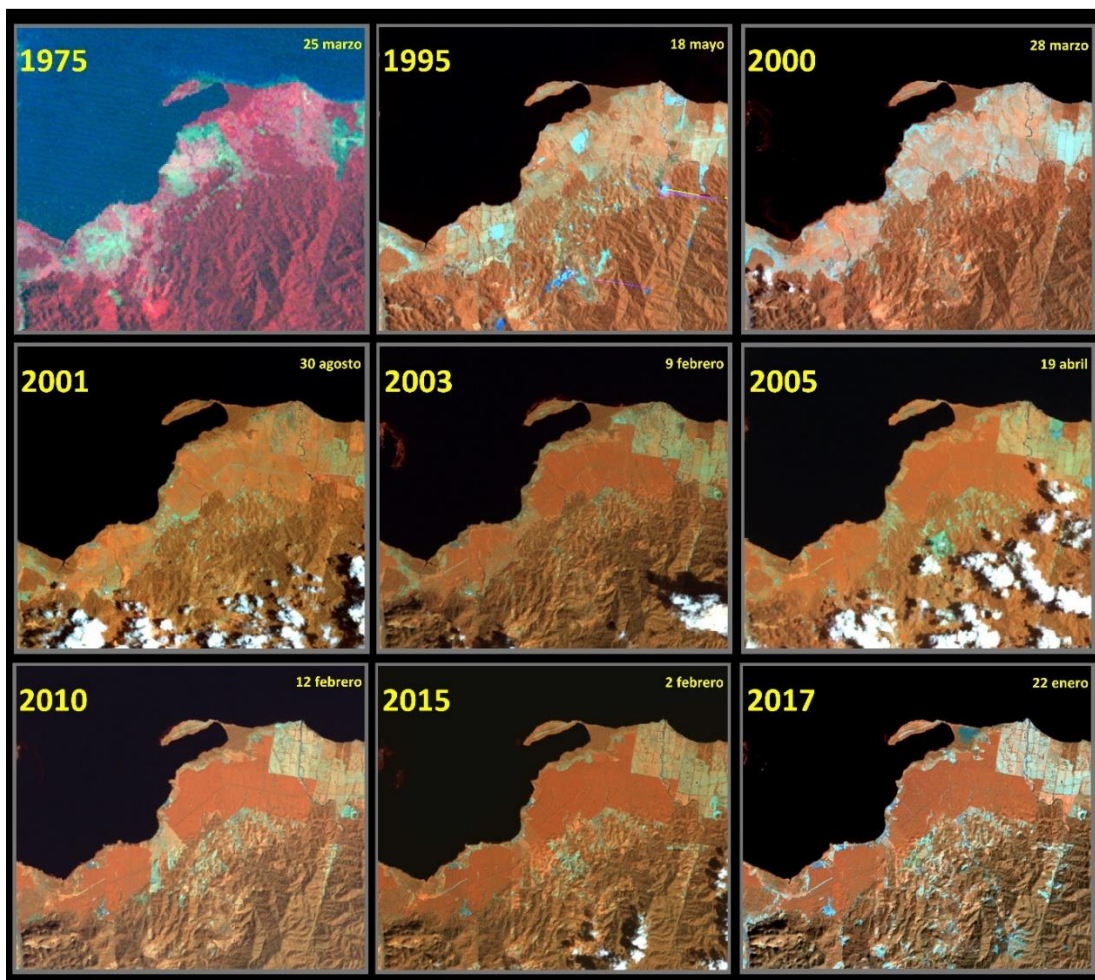 1975
25 marzo
1995
18 mayo
2000
28 marzo
2001
30 agosto
2003
9 febrero
2005
19 abril
2010
12 febrero
2015
2 febrero
2017
22 enero